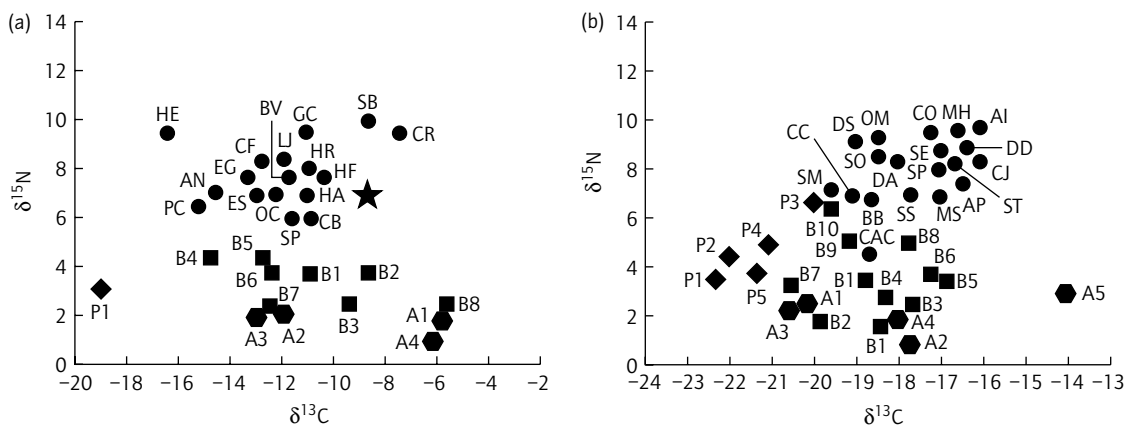 (a)
14
12
10
8
6
4
2
0
δ15N
HE
BV
GC
SB
CR
CF
LJ
HR
EG
HF
AN
HA
PC
ES
OC
SP
CB
B4
B5
B6
B1
B2
P1
B7
B3
B8
A1
A3
A2
A4
−20 −18 −16 −14 −12 −10 −8 −6 −4 −2
δ13C
(b)
14
12
10
8
6
4
2
0
δ15N
DS
OM
CO
MH
AI
CC
SO
SE
DD
SP
CJ
SM
DA
ST
P3
BB
SS
MS
AP
B10
P4
B9
CAC
B8
P2
B6
P1
P5
B7
B1
B4
B5
A1
B3
A5
A3
B2
A4
B1
A2
−24 −23 −22 −21 −20 −19 −18 −17 −16 −15 −14 −13
δ13C